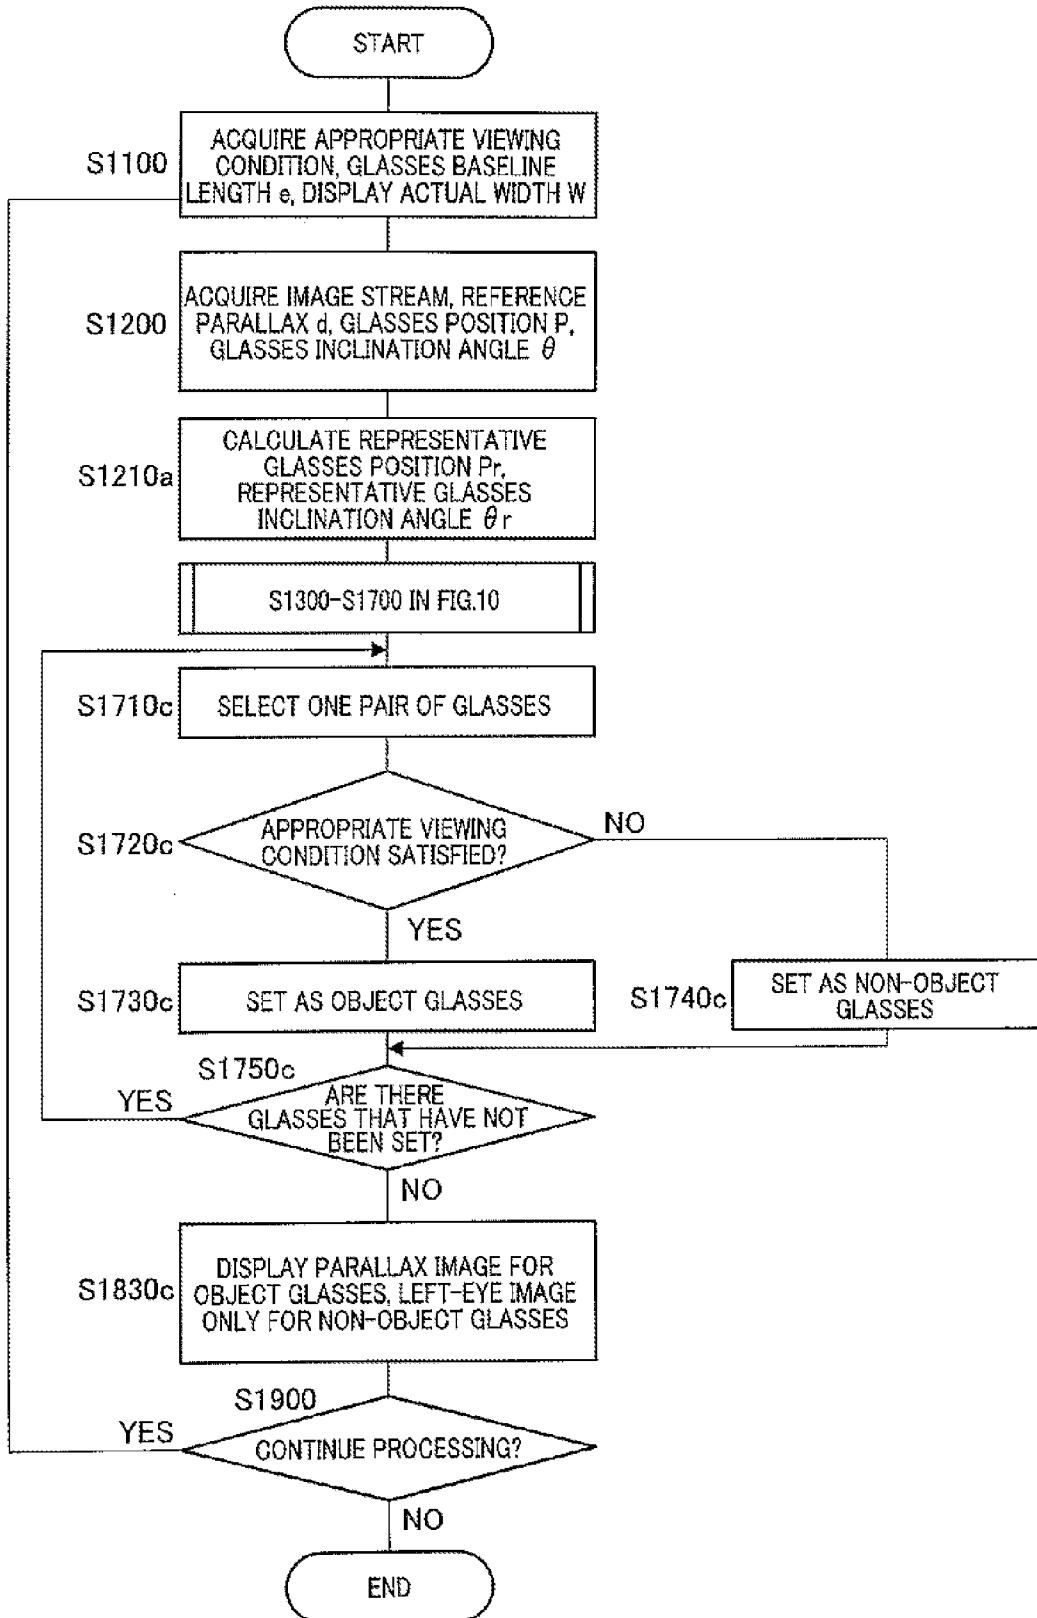 START
S1100
ACQUIRE APPROPRIATE VIEWING
CONDITION, GLASSES BASELINE
LENGTH e, DISPLAY ACTUAL WIDTH W
S1200
ACQUIRE IMAGE STREAM, REFERENCE
PARALLAX d, GLASSES POSITION P,
GLASSES INCLINATION ANGLE θ
S1210a
CALCULATE REPRESENTATIVE
GLASSES POSITION Pr,
REPRESENTATIVE GLASSES
INCLINATION ANGLE θr
S1300-S1700 IN FIG.10
S1710c
SELECT ONE PAIR OF GLASSES
S1720c
APPROPRIATE VIEWING
CONDITION SATISFIED?
NO
YES
S1730c
SET AS OBJECT GLASSES
S1740c
SET AS NON-OBJECT
GLASSES
S1750c
YES
ARE THERE
GLASSES THAT HAVE NOT
BEEN SET?
NO
S1830c
DISPLAY PARALLAX IMAGE FOR
OBJECT GLASSES, LEFT-EYE IMAGE
ONLY FOR NON-OBJECT GLASSES
S1900
YES
CONTINUE PROCESSING?
NO
END